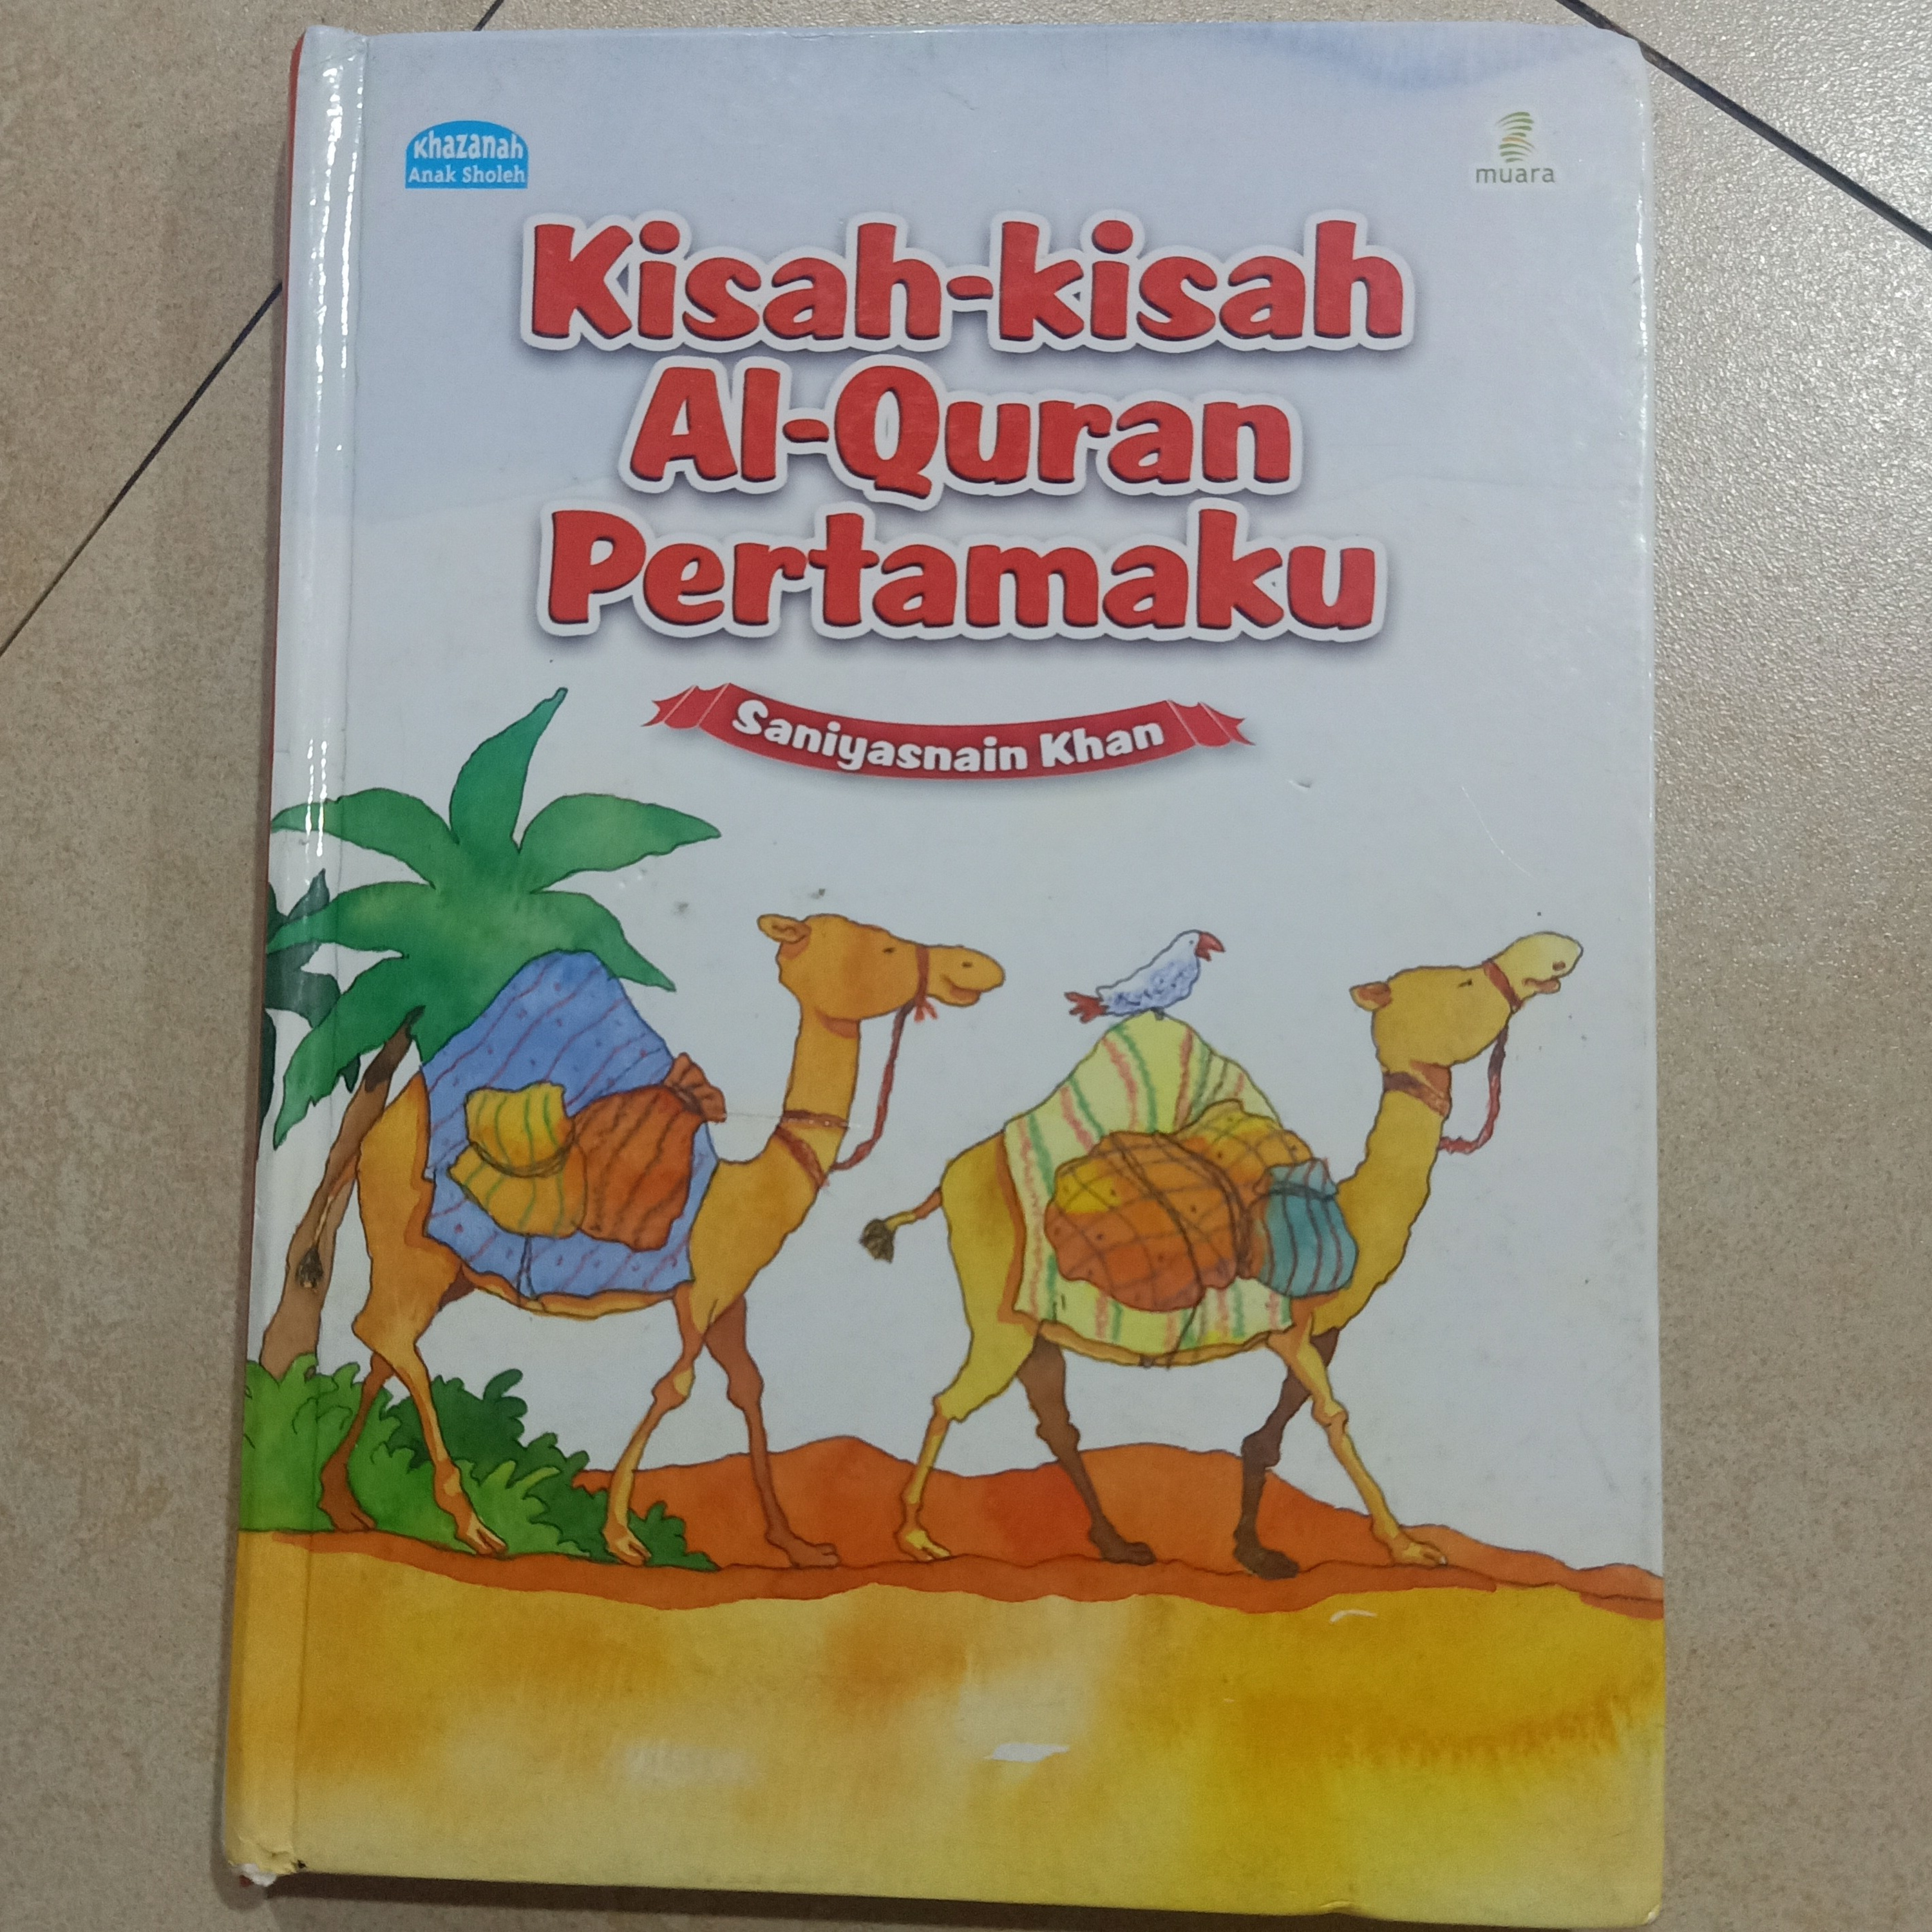 Khazanah
Anak Sholeh
muara
Kisah-kisah
Al-Quran
Pertamaku
Saniyasnain Khan